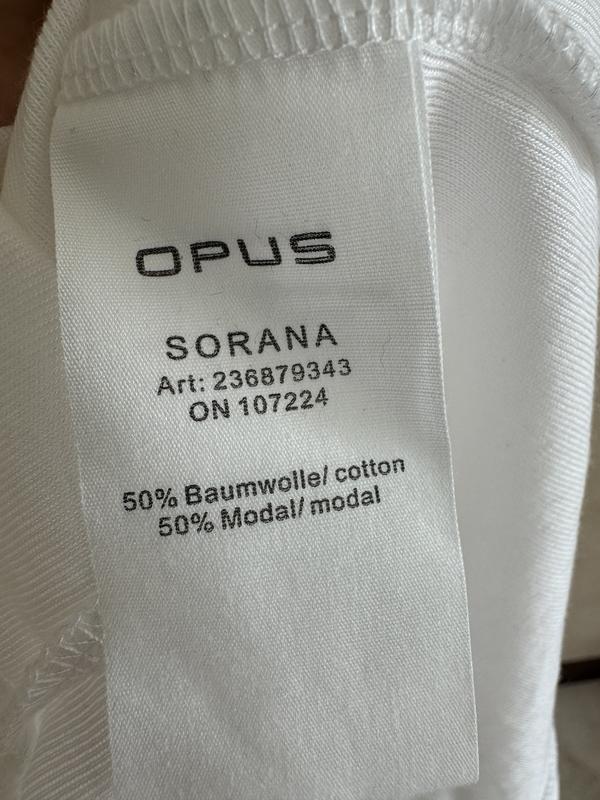 OPUS
SORANA
Art: 236879343
ON 107224
50% Baumwolle/ cotton
50% Modal/ modal